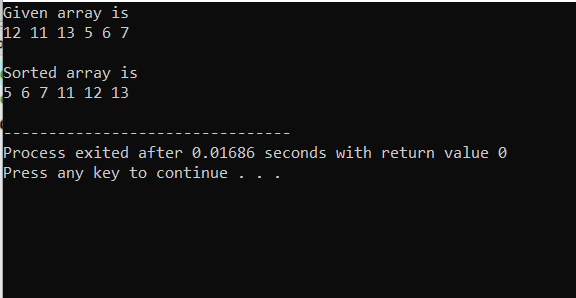 Given array is
12 11 13 5 6 7
Sorted array is
5 6 7 11 12 13
--------------------------------
Process exited after 0.01686 seconds with return value 0
Press any key to continue . . .